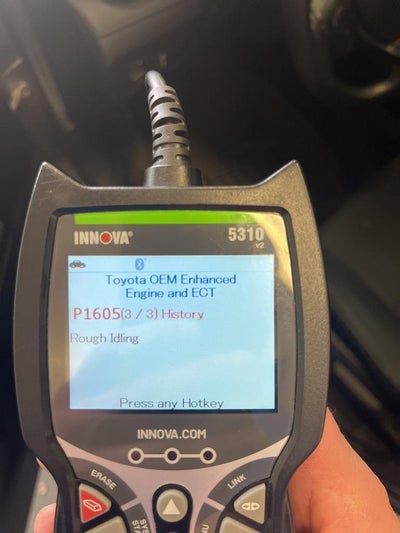 INNOVA®
5310
v2
Toyota OEM Enhanced
Engine and ECT
P1605(3 / 3) History
Rough Idling
Press any Hotkey
INNOVA.COM
ERASE
LINK